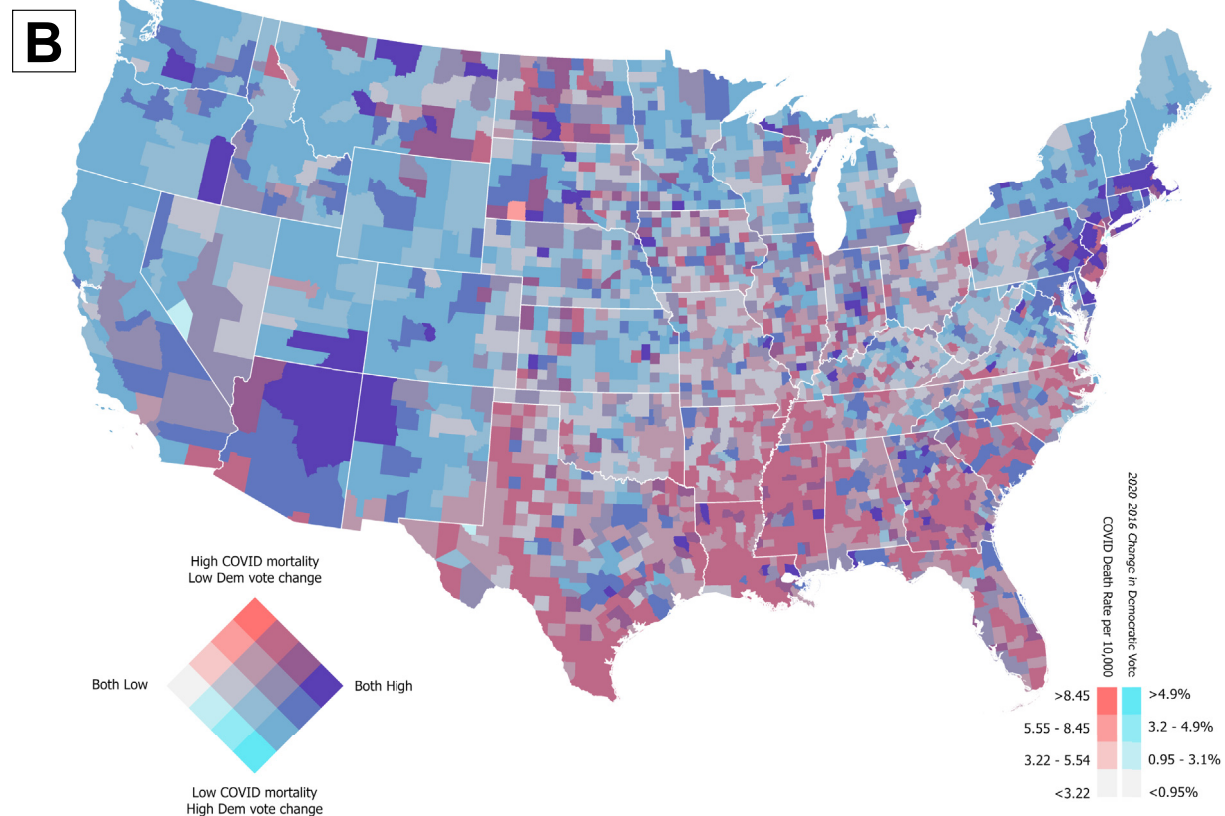 B
High COVID mortality
Low Dem vote change
Both Low
Both High
Low COVID mortality
High Dem vote change
2020 2016 Change in Democratic Vote
COVID Death Rate per 10,000
>8.45 >4.9%
5.55 - 8.45 3.2 - 4.9%
3.22 - 5.54 0.95 - 3.1%
<3.22 <0.95%